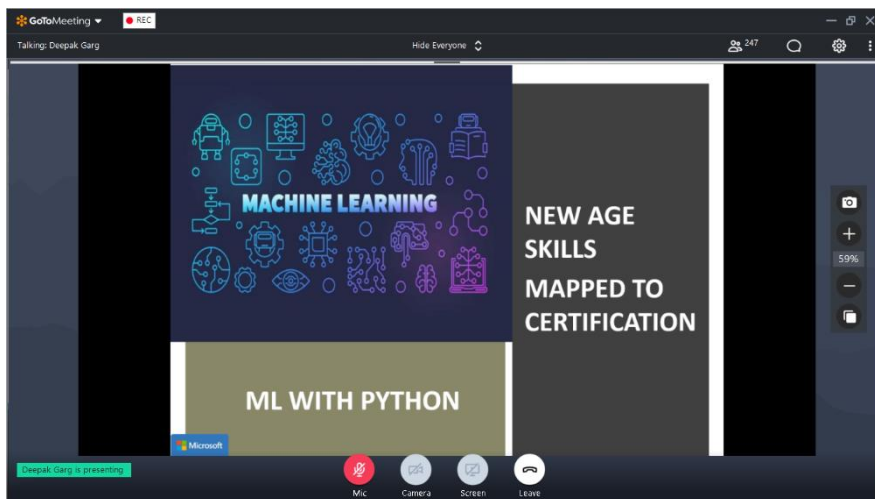 GoToMeeting
REC
Talking: Deepak Garg
Hide Everyone
247
MACHINE LEARNING
NEW AGE
SKILLS
MAPPED TO
CERTIFICATION
59%
ML WITH PYTHON
Microsoft
Deepak Garg is presenting
Mic
Camera
Screen
Leave